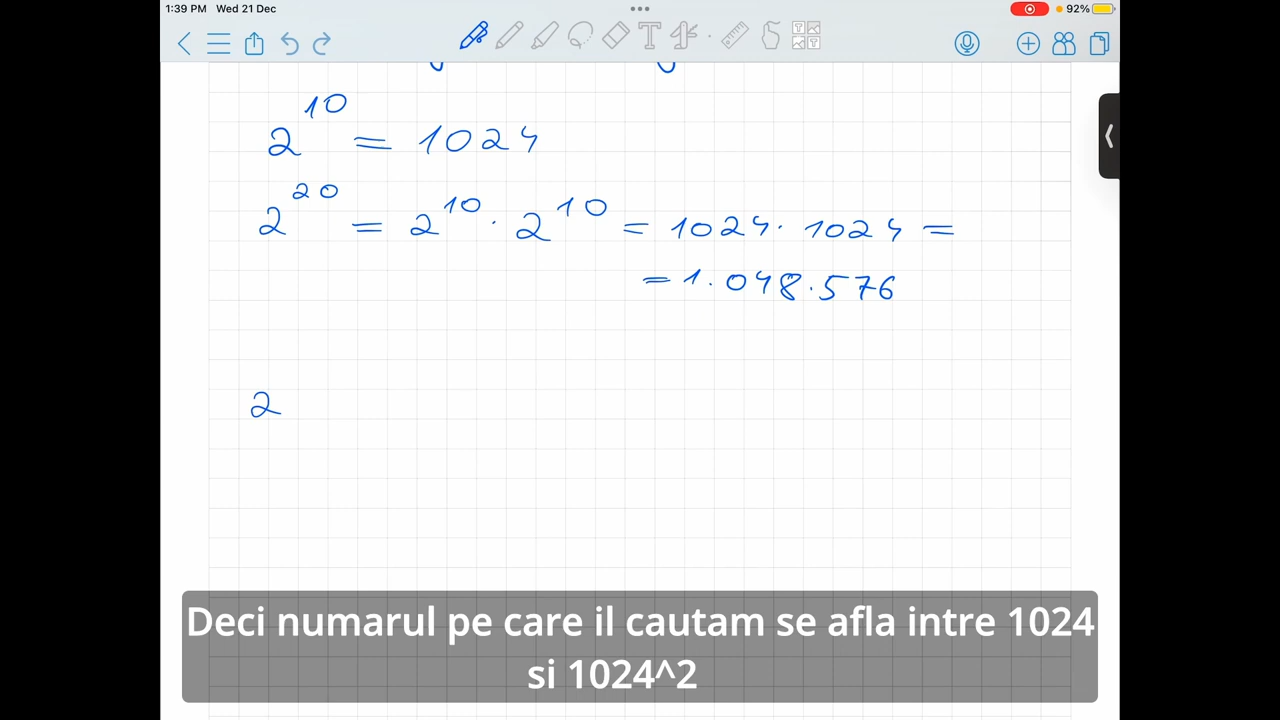 1:39 PM Wed 21 Dec
92%
2^10 = 1024
2^20 = 2^10 · 2^10 = 1024 · 1024 =
= 1.048.576
2
Deci numarul pe care il cautam se afla intre 1024
si 1024^2